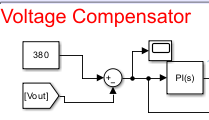 Voltage Compensator
380
+
−
PI(s)
[Vout]